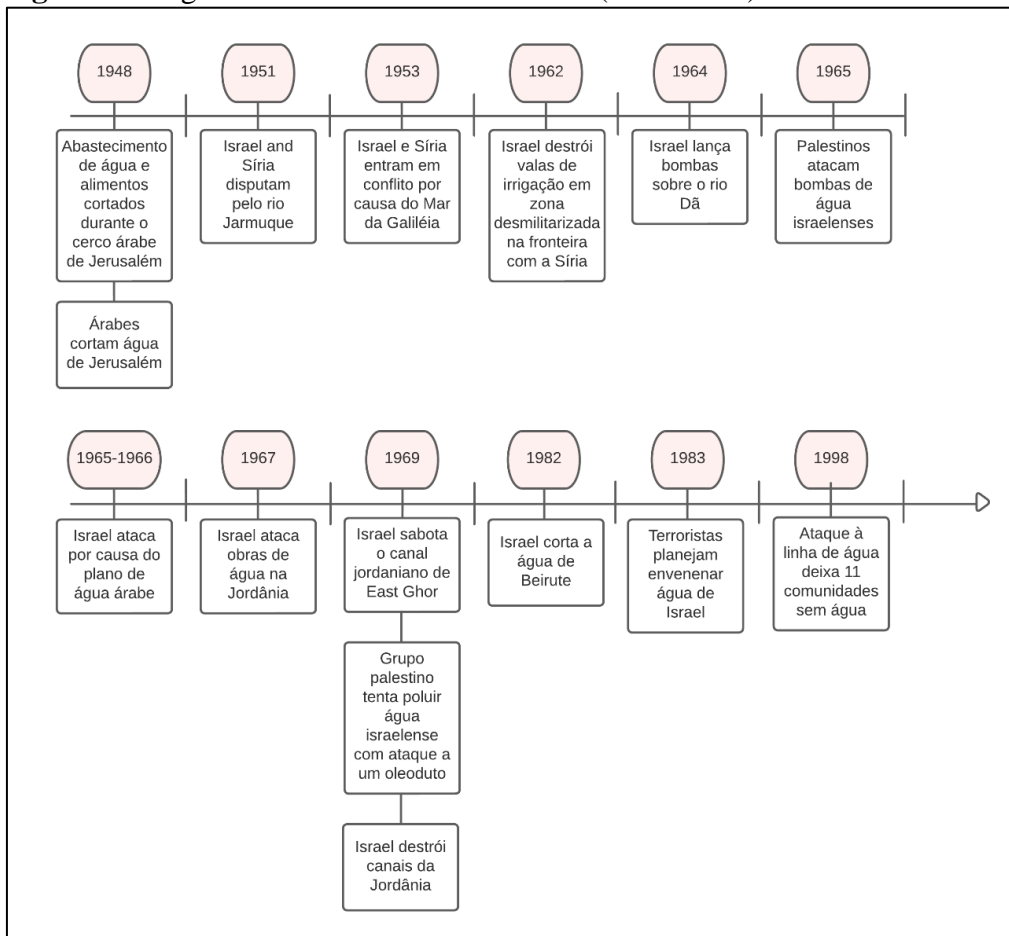 1948
1951
1953
1962
1964
1965
Abastecimento
de água e
alimentos
cortados
durante o
cerco árabe
de Jerusalém
Árabes
cortam água
de Jerusalém
Israel and
Síria
disputam
pelo rio
Jarmuque
Israel e Síria
entram em
conflito por
causa do Mar
da Galiléia
Israel destrói
valas de
irrigação em
zona
desmilitarizada
na fronteira
com a Síria
Israel lança
bombas
sobre o rio
Dã
Palestinos
atacam
bombas de
água
israelenses
1965-1966
1967
1969
1982
1983
1998
Israel ataca
por causa do
plano de
água árabe
Israel ataca
obras de
água na
Jordânia
Israel sabota
o canal
jordaniano de
East Ghor
Grupo
palestino
tenta poluir
água
israelense
com ataque a
um oleoduto
Israel destrói
canais da
Jordânia
Israel corta a
água de
Beirute
Terroristas
planejam
envenenar
água de
Israel
Ataque à
linha de água
deixa 11
comunidades
sem água